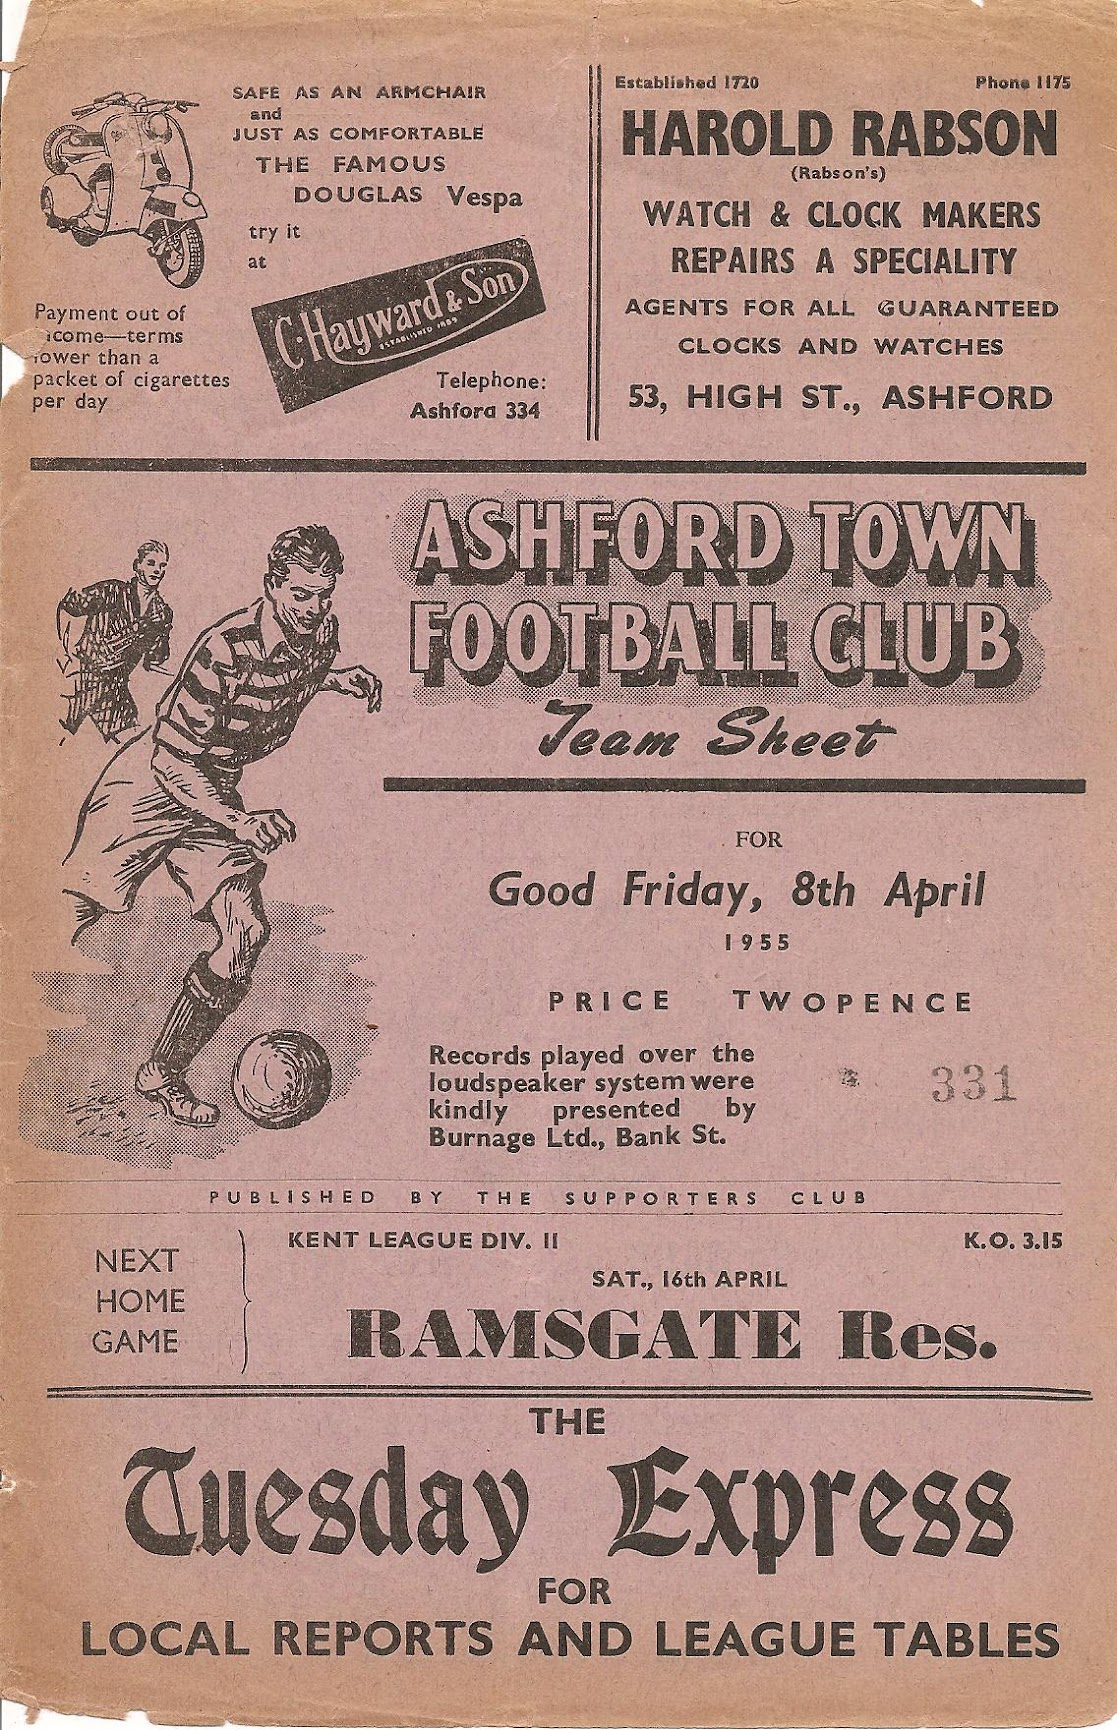 SAFE AS AN ARMCHAIR
and
JUST AS COMFORTABLE
THE FAMOUS
DOUGLAS Vespa
try it
at
C. Hayward & Son
ESTABLISHED
Payment out of
icome—terms
lower than a
packet of cigarettes
per day
Telephone:
Ashford 334
Established 1720 Phone 1175
HAROLD RABSON
(Rabson's)
WATCH & CLOCK MAKERS
REPAIRS A SPECIALITY
AGENTS FOR ALL GUARANTEED
CLOCKS AND WATCHES
53, HIGH ST., ASHFORD
ASHFORD TOWN
FOOTBALL CLUB
Team Sheet
FOR
Good Friday, 8th April
1955
PRICE TWOPENCE
Records played over the
loudspeaker system were
kindly presented by
Burnage Ltd., Bank St.
331
PUBLISHED BY THE SUPPORTERS CLUB
NEXT
HOME
GAME
KENT LEAGUE DIV. II K.O. 3.15
SAT., 16th APRIL
RAMSGATE Res.
THE
Tuesday Express
FOR
LOCAL REPORTS AND LEAGUE TABLES